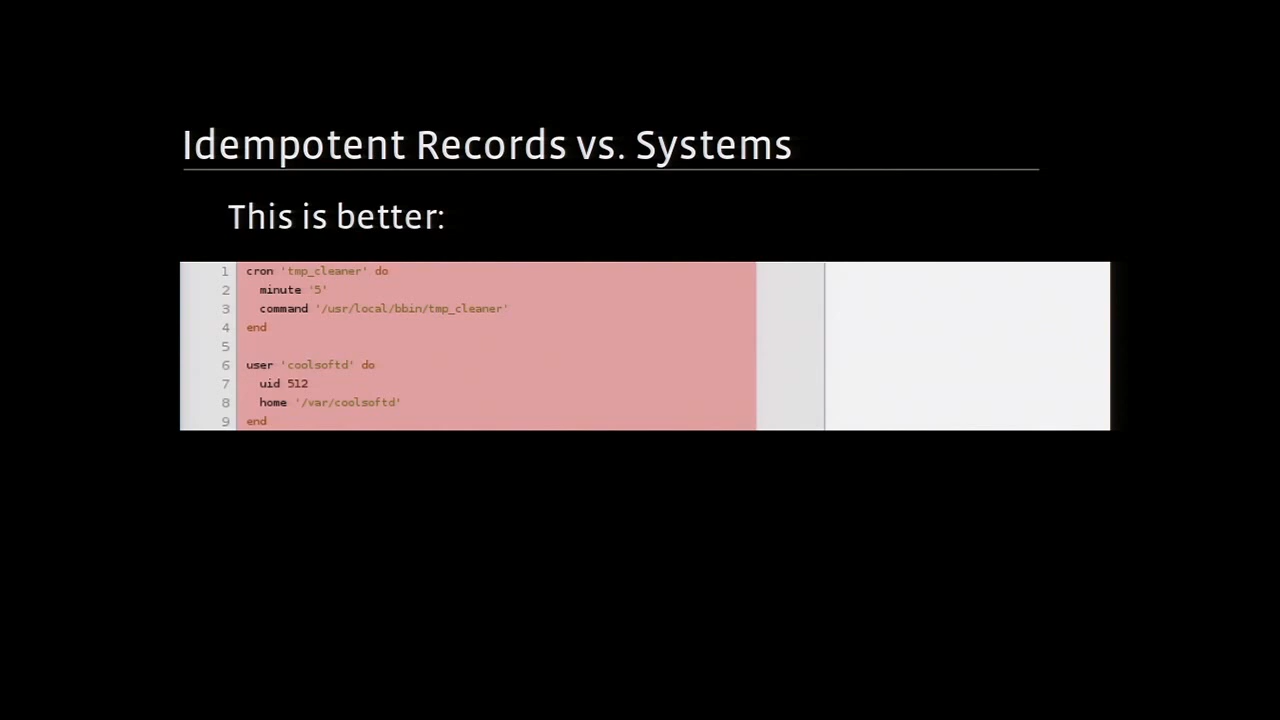 Idempotent Records vs. Systems
This is better:
1 cron 'tmp_cleaner' do
2   minute '5'
3   command '/usr/local/bbin/tmp_cleaner'
4 end
5
6 user 'coolsoftd' do
7   uid 512
8   home '/var/coolsoftd'
9 end